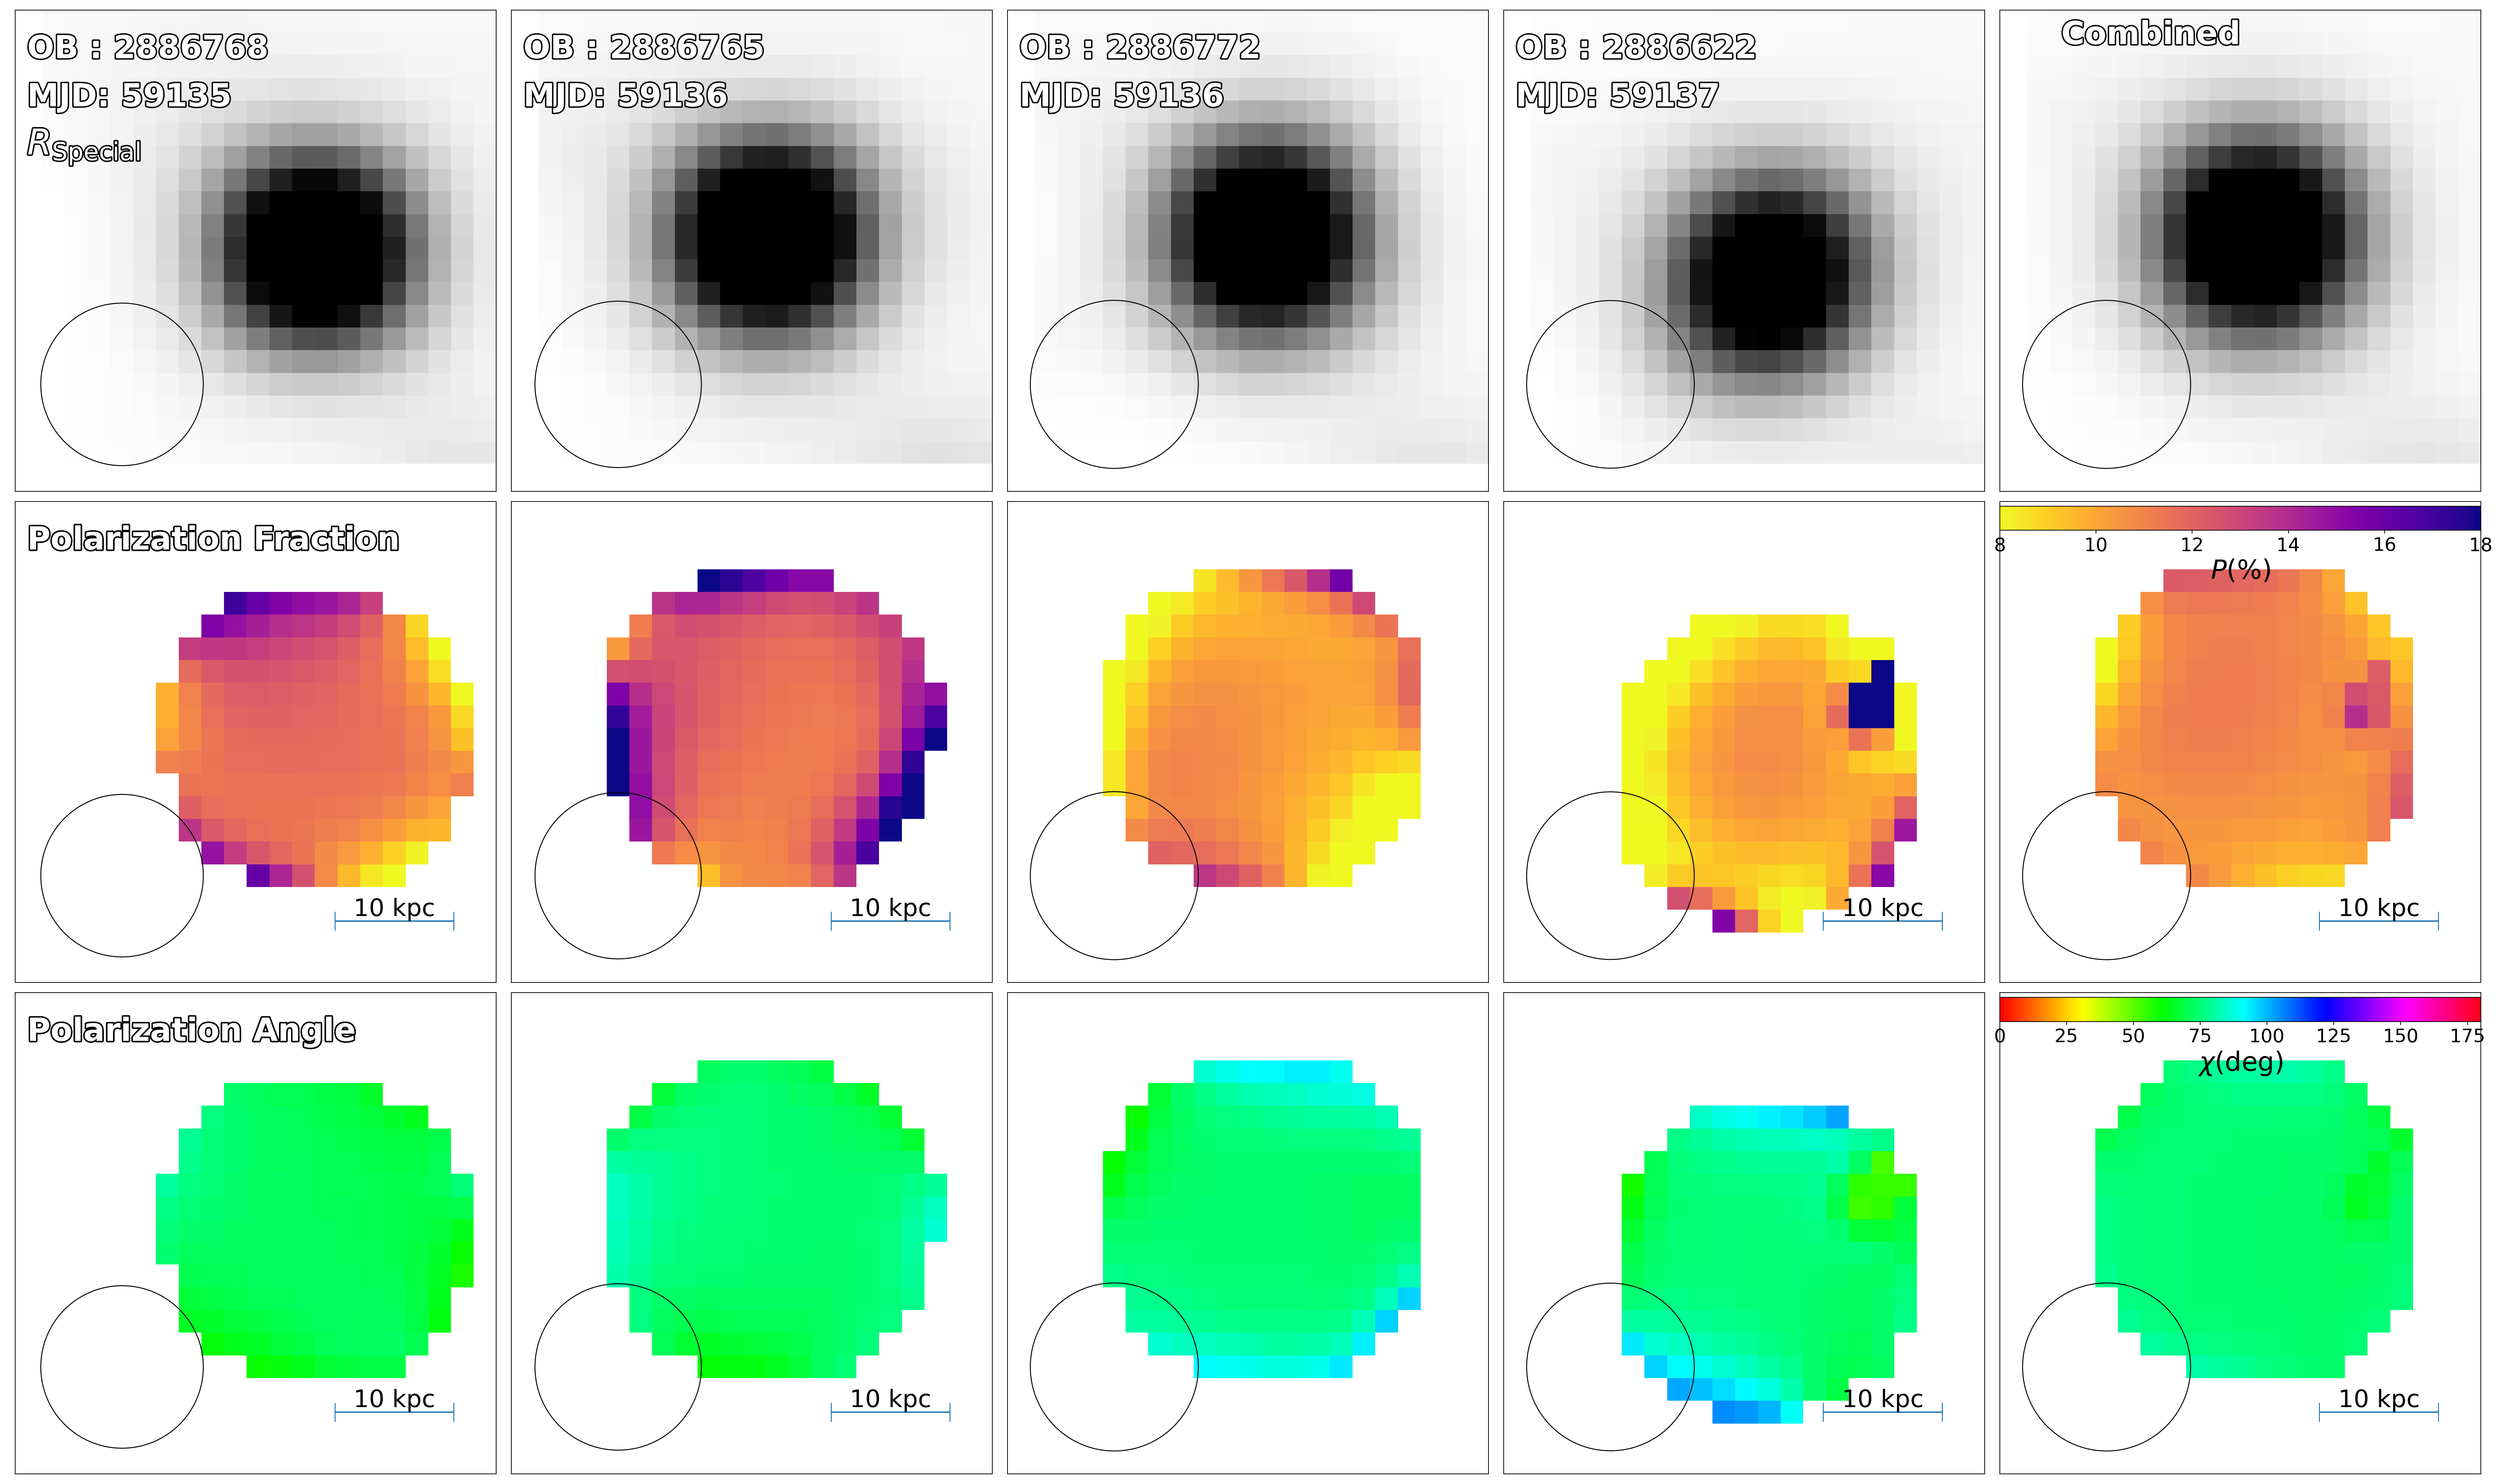 OB : 2886768
MJD: 59135
RSpecial
OB : 2886765
MJD: 59136
OB : 2886772
MJD: 59136
OB : 2886622
MJD: 59137
Combined
Polarization Fraction
10 kpc
10 kpc
10 kpc
10 kpc
8 10 12 14 16 18
P(%)
10 kpc
Polarization Angle
10 kpc
10 kpc
10 kpc
10 kpc
0 25 50 75 100 125 150 175
χ(deg)
10 kpc